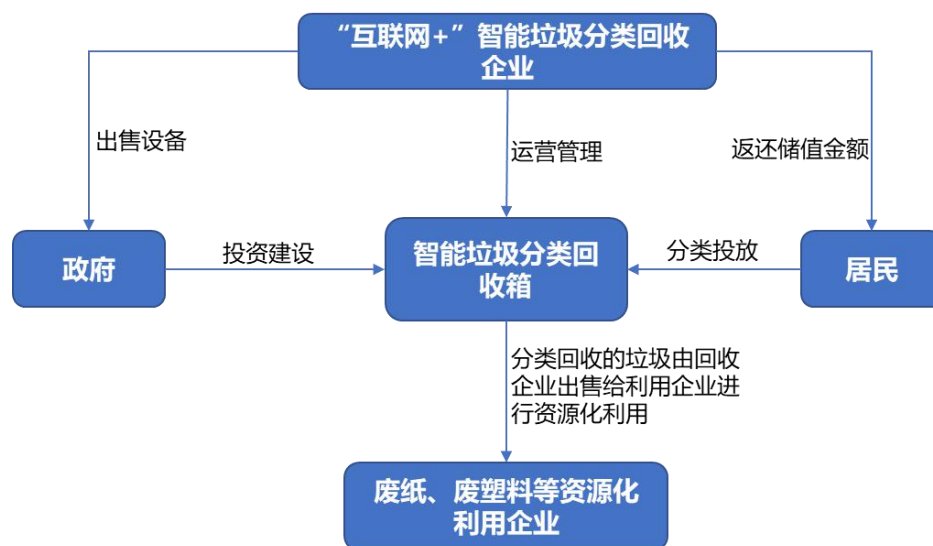 “互联网+”智能垃圾分类回收
企业
出售设备
运营管理
返还储值金额
政府
投资建设
智能垃圾分类回
收箱
分类投放
居民
分类回收的垃圾由回收
企业出售给利用企业进
行资源化利用
废纸、废塑料等资源化
利用企业